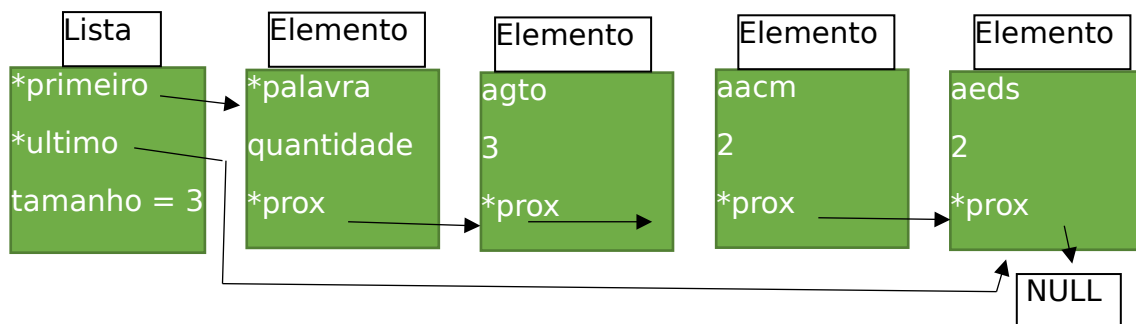 Lista
*primeiro
*ultimo
tamanho = 3
Elemento
*palavra
quantidade
*prox
Elemento
agto
3
*prox
Elemento
aacm
2
*prox
Elemento
aeds
2
*prox
NULL